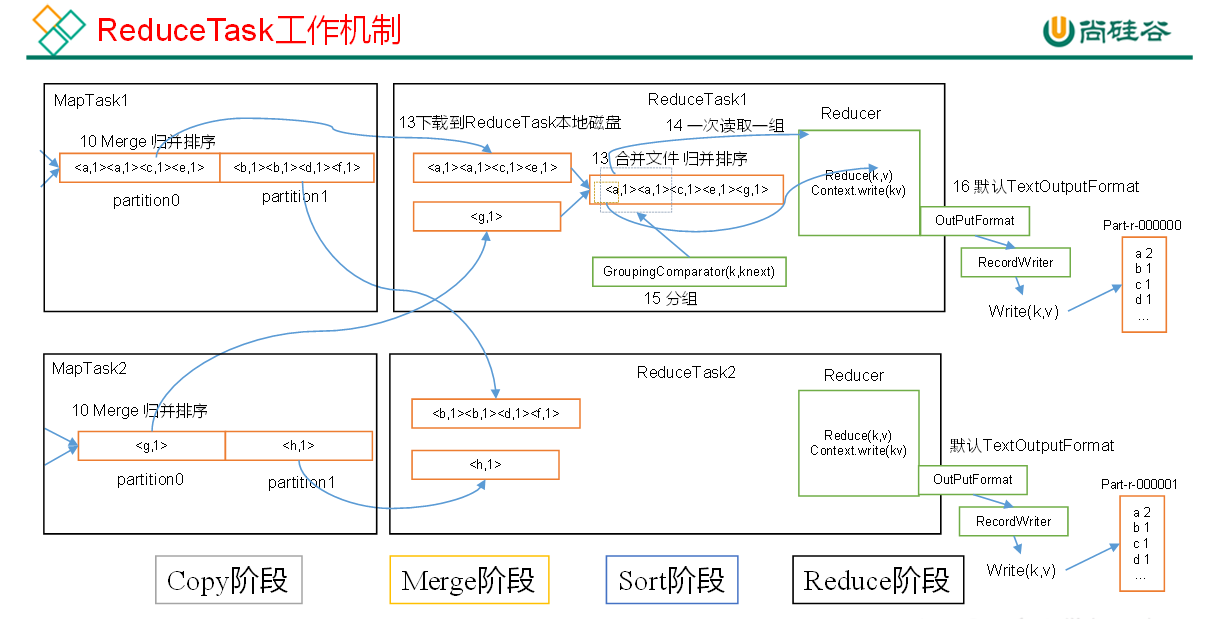 ReduceTask工作机制
尚硅谷
MapTask1
10 Merge 归并排序
<a,1><a,1><c,1><e,1>
<b,1><b,1><d,1><f,1>
partition0
partition1
ReduceTask1
13下载到ReduceTask本地磁盘
14 一次读取一组
Reducer
<a,1><a,1><c,1><e,1>
13 合并文件 归并排序
<a,1><a,1><c,1><e,1><g,1>
<g,1>
GroupingComparator(k,knext)
15 分组
Reduce(k,v)
Context.write(kv)
16 默认TextOutputFormat
OutPutFormat
RecordWriter
Write(k,v)
Part-r-000000
a 2
b 1
c 1
d 1
...
MapTask2
10 Merge 归并排序
<g,1>
<h,1>
partition0
partition1
ReduceTask2
Reducer
<b,1><b,1><d,1><f,1>
<h,1>
Reduce(k,v)
Context.write(kv)
默认TextOutputFormat
OutPutFormat
RecordWriter
Write(k,v)
Part-r-000001
a 2
b 1
c 1
d 1
...
Copy阶段
Merge阶段
Sort阶段
Reduce阶段